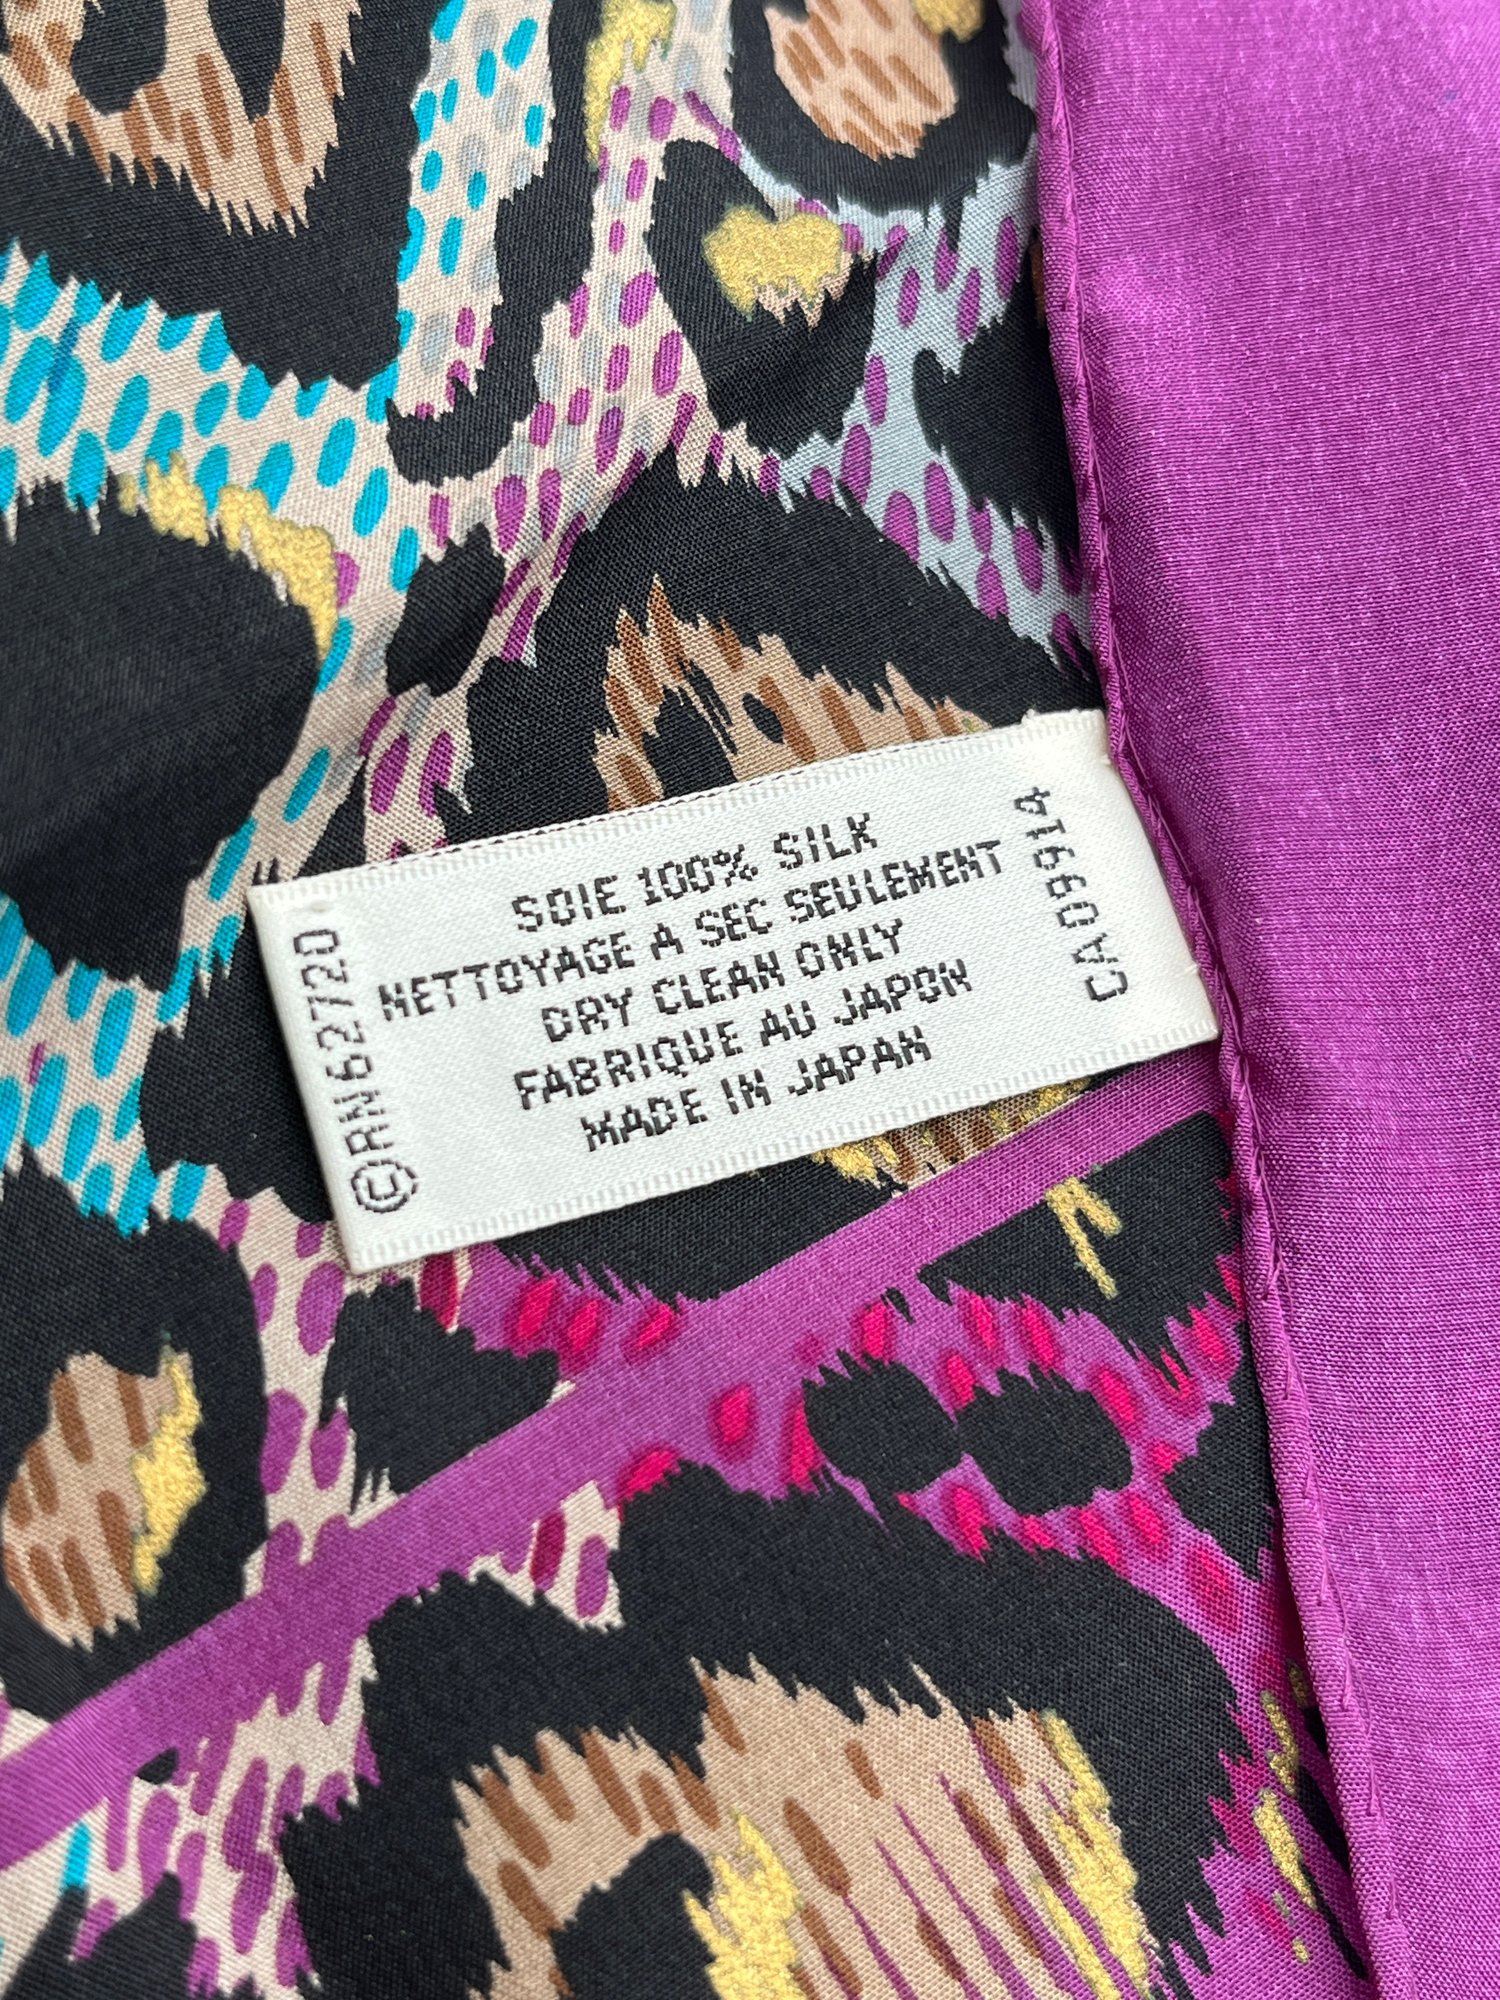 SOIE 100% SILK
NETTOYAGE A SEC SEULEMENT
DRY CLEAN ONLY
FABRIQUE AU JAPON
MADE IN JAPAN
©RN62720
CA09914